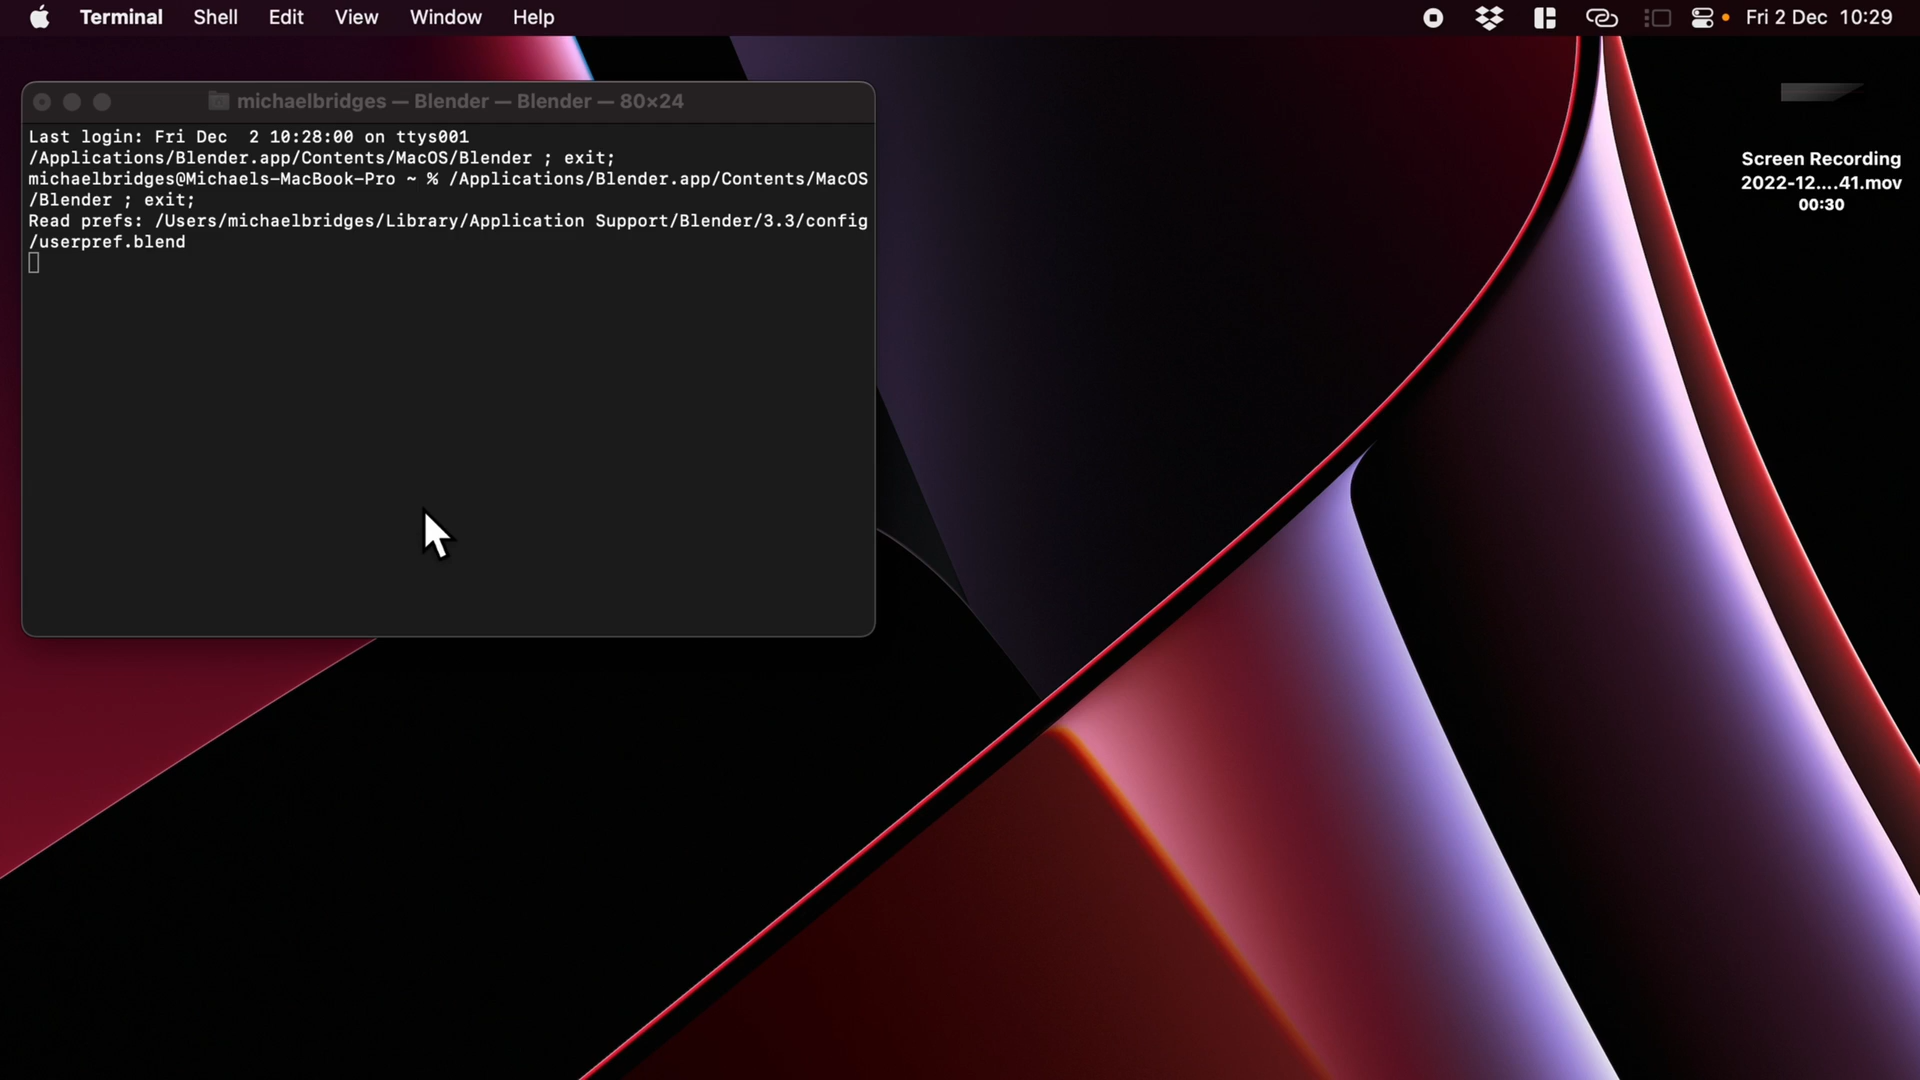 Terminal Shell Edit View Window Help Fri 2 Dec 10:29
michaelbridges — Blender — Blender — 80×24
Last login: Fri Dec  2 10:28:00 on ttys001
/Applications/Blender.app/Contents/MacOS/Blender ; exit;
michaelbridges@Michaels-MacBook-Pro ~ % /Applications/Blender.app/Contents/MacOS
/Blender ; exit;
Read prefs: /Users/michaelbridges/Library/Application Support/Blender/3.3/config
/userpref.blend
Screen Recording
2022-12....41.mov
00:30